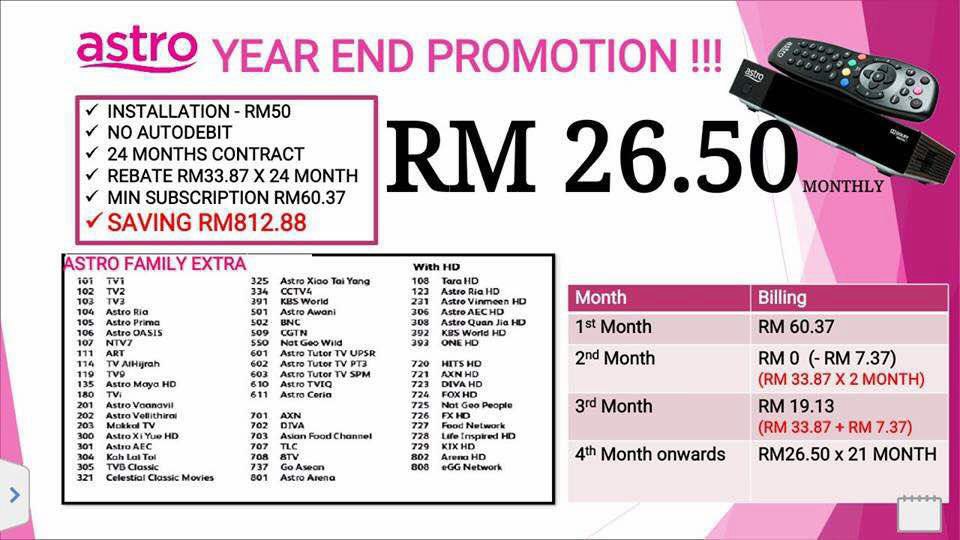 astro YEAR END PROMOTION !!!
✓ INSTALLATION - RM50
✓ NO AUTODEBIT
✓ 24 MONTHS CONTRACT
✓ REBATE RM33.87 X 24 MONTH
✓ MIN SUBSCRIPTION RM60.37
✓ SAVING RM812.88
RM 26.50 MONTHLY
ASTRO FAMILY EXTRA
101 TV1
102 TV2
103 TV3
104 Astro Ria
105 Astro Prima
106 Astro OASIS
107 NTV7
111 ART
114 TV AlHijrah
119 TV9
135 Astro Maya HD
180 TVi
201 Astro Vaanavil
202 Astro Vellithirai
203 Makkal TV
300 Astro Xi Yue HD
301 Astro AEC
304 Kah Lai Toi
305 TVB Classic
321 Celestial Classic Movies
325 Astro Xiao Tai Yang
334 CCTV4
391 KBS World
501 Astro Awani
502 BNC
509 CGTN
550 Nat Geo Wild
601 Astro Tutor TV UPSR
602 Astro Tutor TV PT3
603 Astro Tutor TV SPM
610 Astro TVIQ
611 Astro Ceria
701 AXN
702 DIVA
703 Asian Food Channel
707 TLC
708 8TV
737 Go Asean
801 Astro Arena
With HD
108 Tara HD
123 Astro Ria HD
231 Astro Vinmeen HD
306 Astro AEC HD
308 Astro Quan Jia HD
392 KBS World HD
393 ONE HD
720 HITS HD
721 AXN HD
723 DIVA HD
724 FOX HD
725 Nat Geo People
726 FX HD
727 Food Network
728 Life Inspired HD
729 KIX HD
802 Arena HD
808 eGG Network
Month Billing
1st Month RM 60.37
2nd Month RM 0 (- RM 7.37)
(RM 33.87 X 2 MONTH)
3rd Month RM 19.13
(RM 33.87 + RM 7.37)
4th Month onwards RM26.50 x 21 MONTH
astro